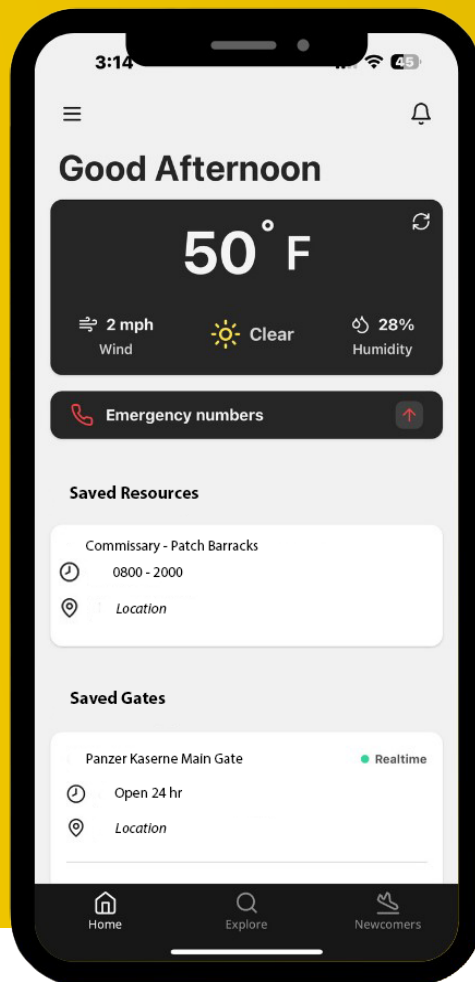 3:14
45
Good Afternoon
50° F
2 mph
Wind
Clear
28%
Humidity
Emergency numbers
Saved Resources
Commissary - Patch Barracks
0800 - 2000
Location
Saved Gates
Panzer Kaserne Main Gate
Realtime
Open 24 hr
Location
Home
Explore
Newcomers